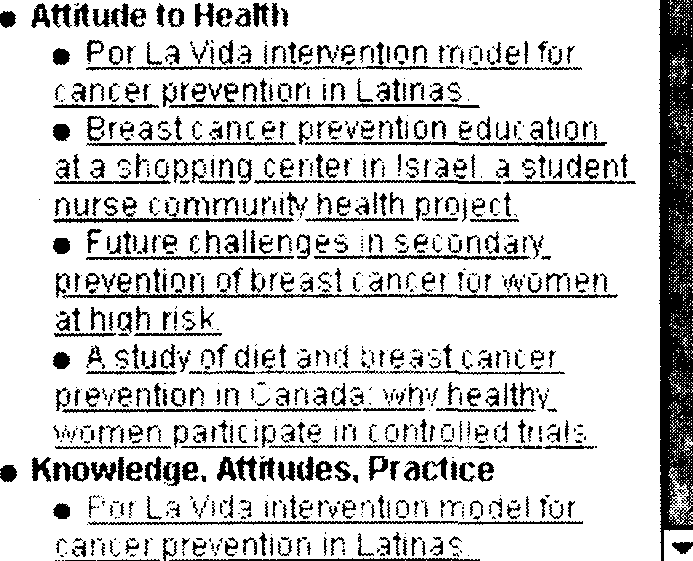 ● Attitude to Health
● Por La Vida intervention model for
cancer prevention in Latinas.
● Breast cancer prevention education
at a shopping center in Israel: a student
nurse community health project.
● Future challenges in secondary
prevention of breast cancer for women
at high risk.
● A study of diet and breast cancer
prevention in Canada: why healthy
women participate in controlled trials.
● Knowledge, Attitudes, Practice
● Por La Vida intervention model for
cancer prevention in Latinas.